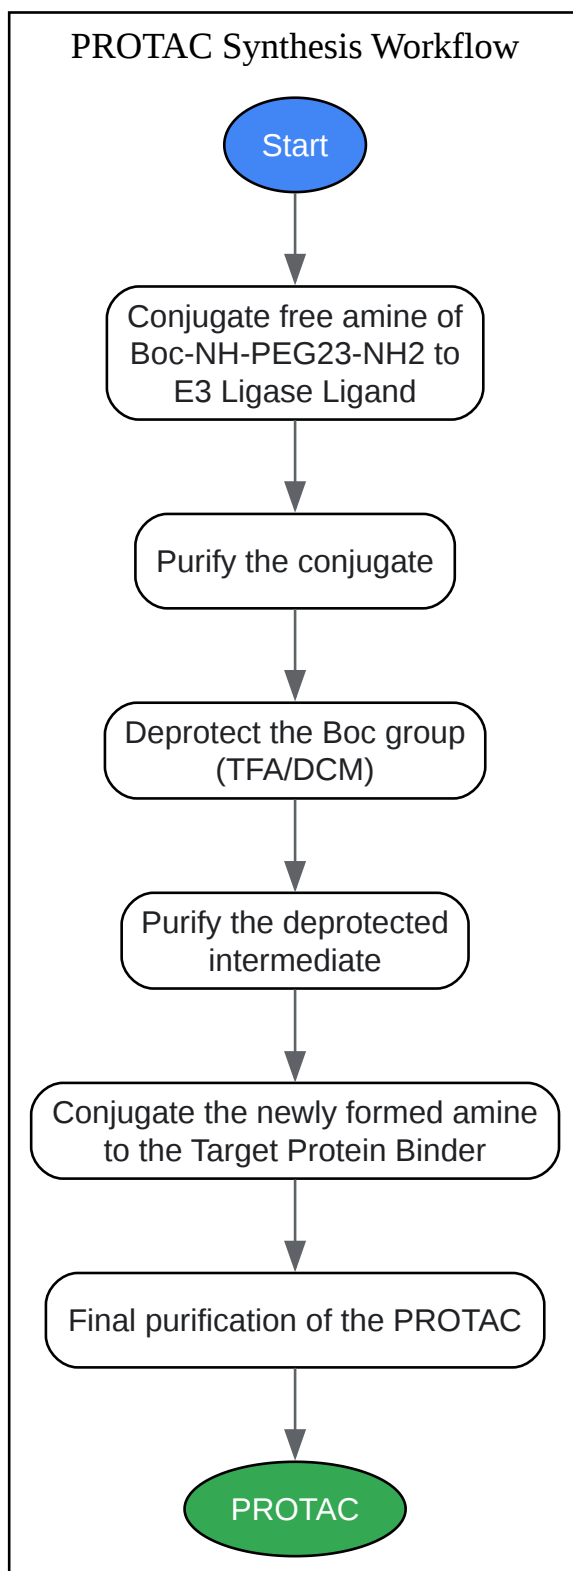 PROTAC Synthesis Workflow
Start
Conjugate free amine of
Boc-NH-PEG23-NH2 to
E3 Ligase Ligand
Purify the conjugate
Deprotect the Boc group
(TFA/DCM)
Purify the deprotected
intermediate
Conjugate the newly formed amine
to the Target Protein Binder
Final purification of the PROTAC
PROTAC